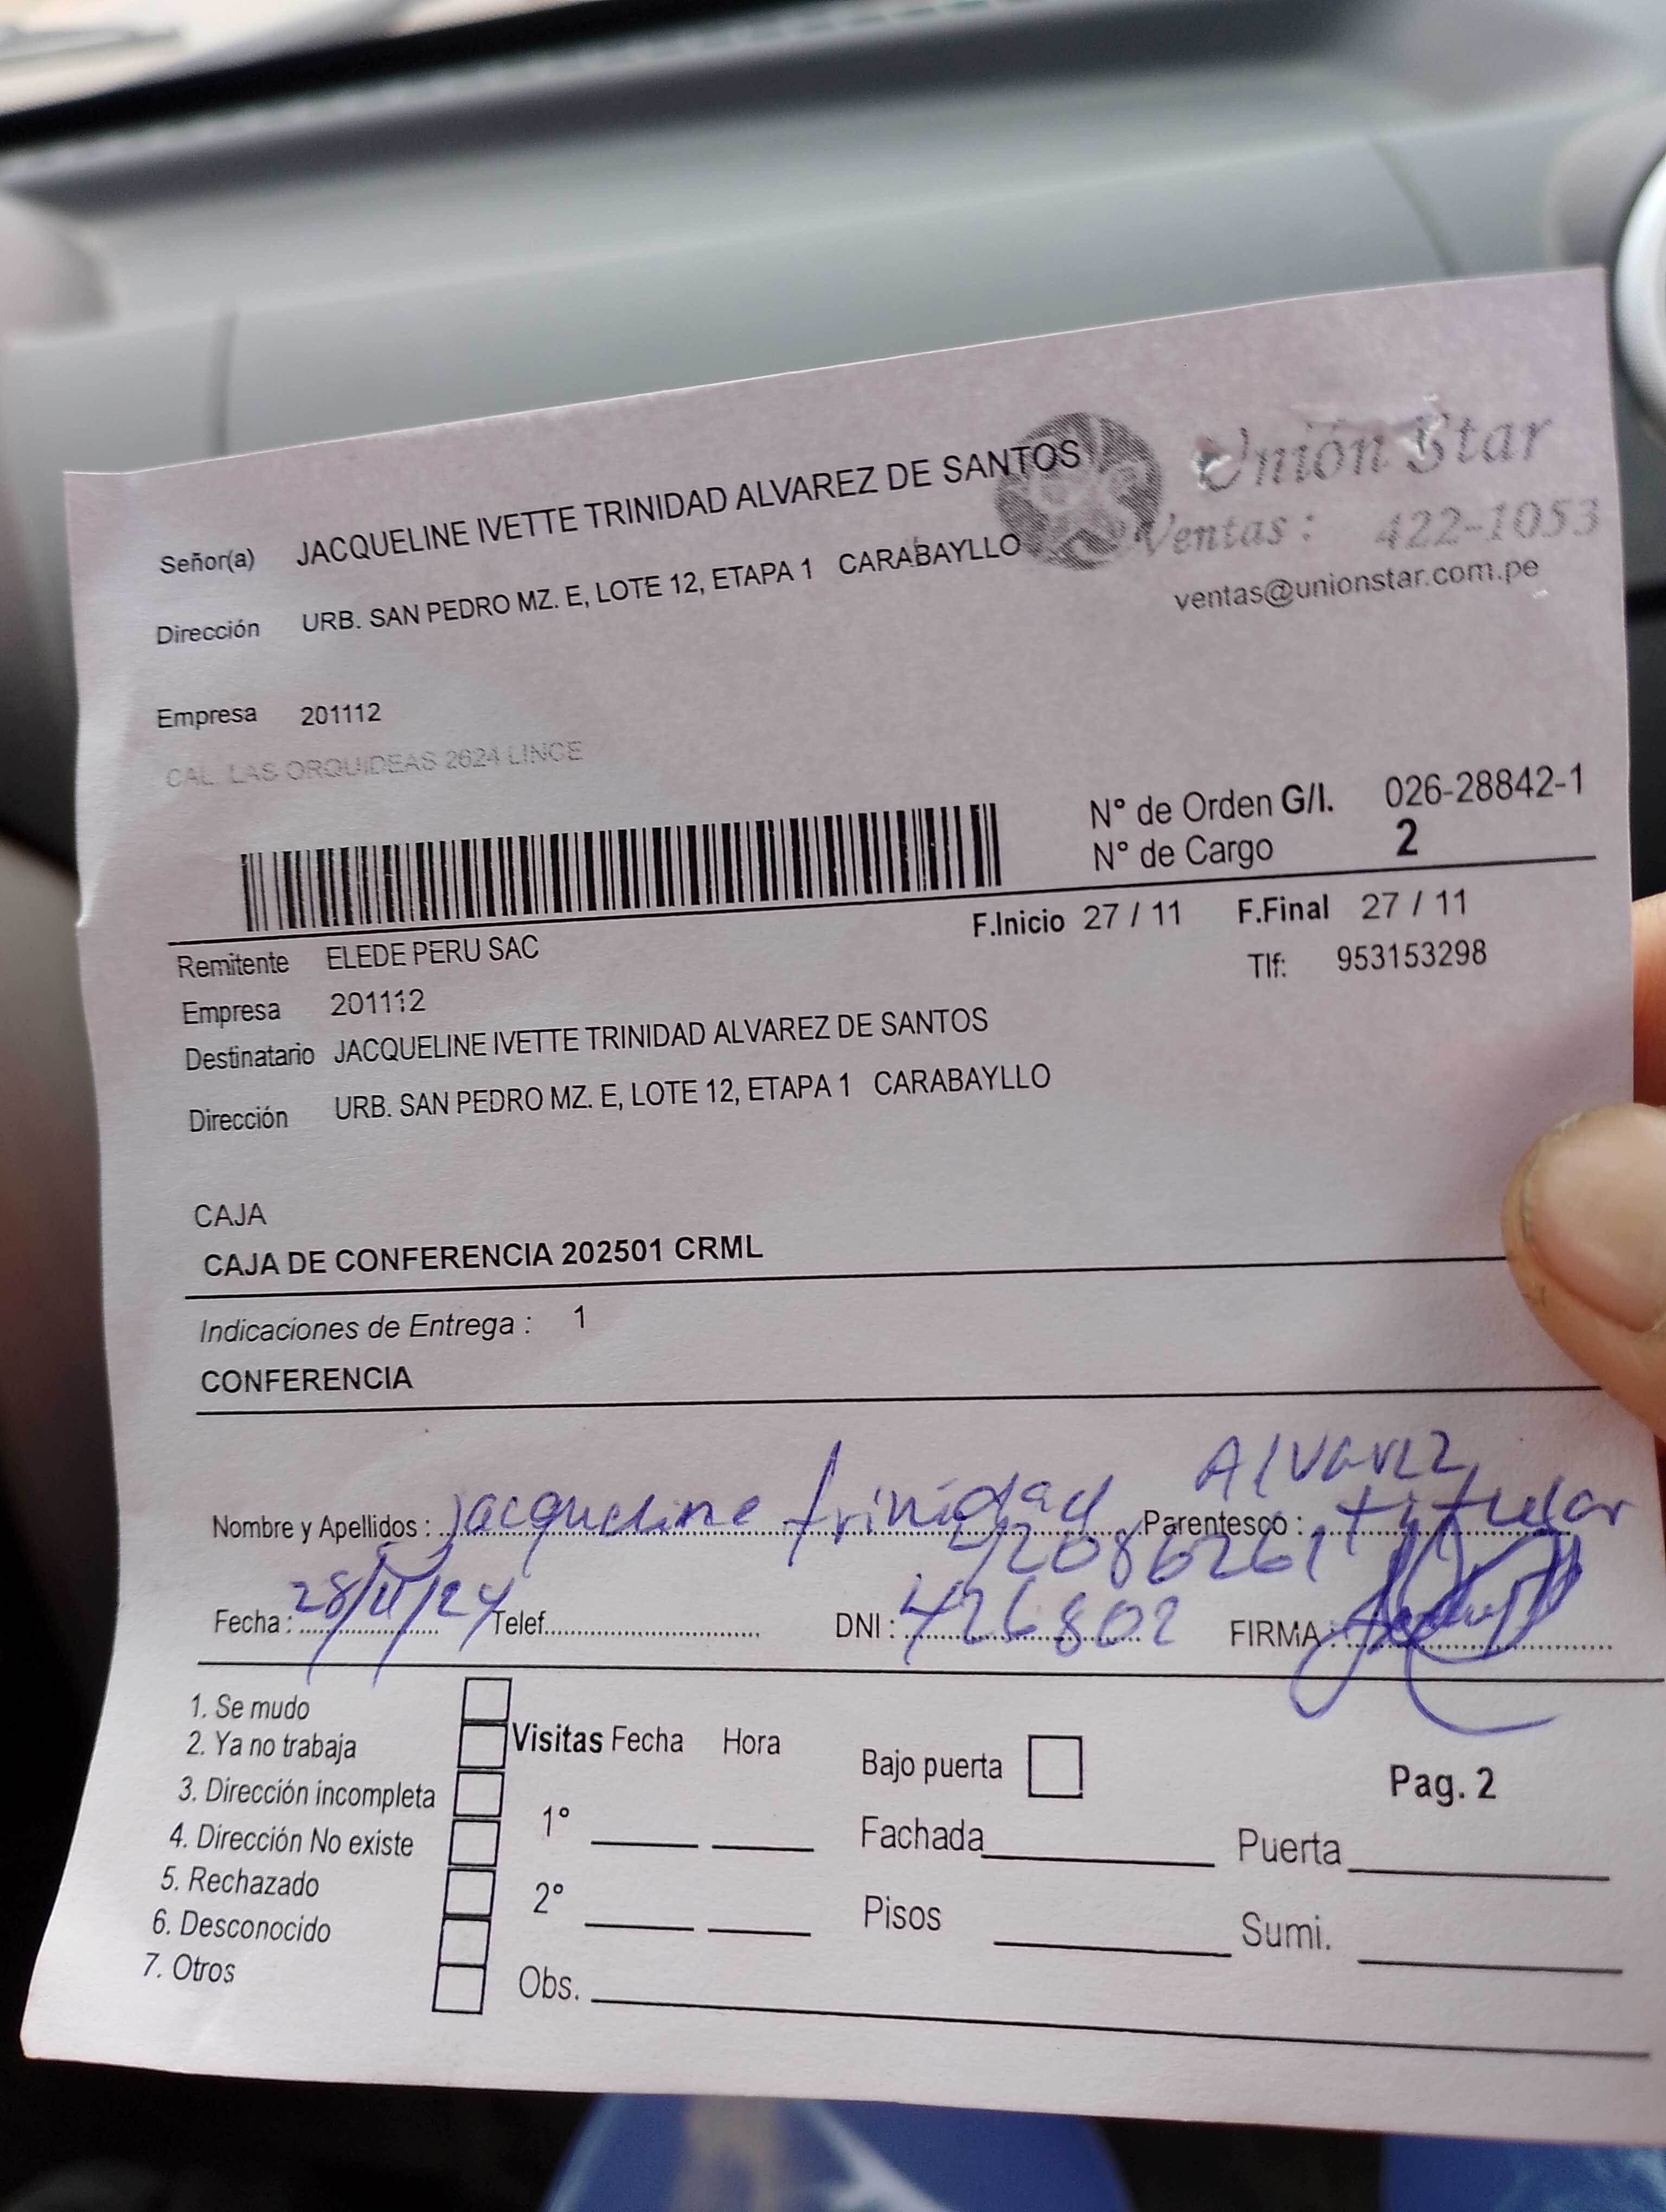 Señor(a) JACQUELINE IVETTE TRINIDAD ALVAREZ DE SANTOS
Unión Star
Ventas : 422-1053
ventas@unionstar.com.pe
Dirección URB. SAN PEDRO MZ. E, LOTE 12, ETAPA 1 CARABAYLLO
Empresa 201112
CAL. LAS ORQUIDEAS 2624 LINCE
N° de Orden G/I. 026-28842-1
N° de Cargo 2
F.Inicio 27 / 11 F.Final 27 / 11
Remitente ELEDE PERU SAC
Tlf: 953153298
Empresa 201112
Destinatario JACQUELINE IVETTE TRINIDAD ALVAREZ DE SANTOS
Dirección URB. SAN PEDRO MZ. E, LOTE 12, ETAPA 1 CARABAYLLO
CAJA
CAJA DE CONFERENCIA 202501 CRML
Indicaciones de Entrega : 1
CONFERENCIA
Alvarez
Nombre y Apellidos : Jacqueline trinidad Parentesco : titular
42086261
Fecha : 28/11/24 Telef. DNI : 426802 FIRMA :
1. Se mudo
2. Ya no trabaja
3. Dirección incompleta
4. Dirección No existe
5. Rechazado
6. Desconocido
7. Otros
Visitas Fecha Hora
1°
2°
Obs.
Bajo puerta
Fachada
Pisos
Pag. 2
Puerta
Sumi.